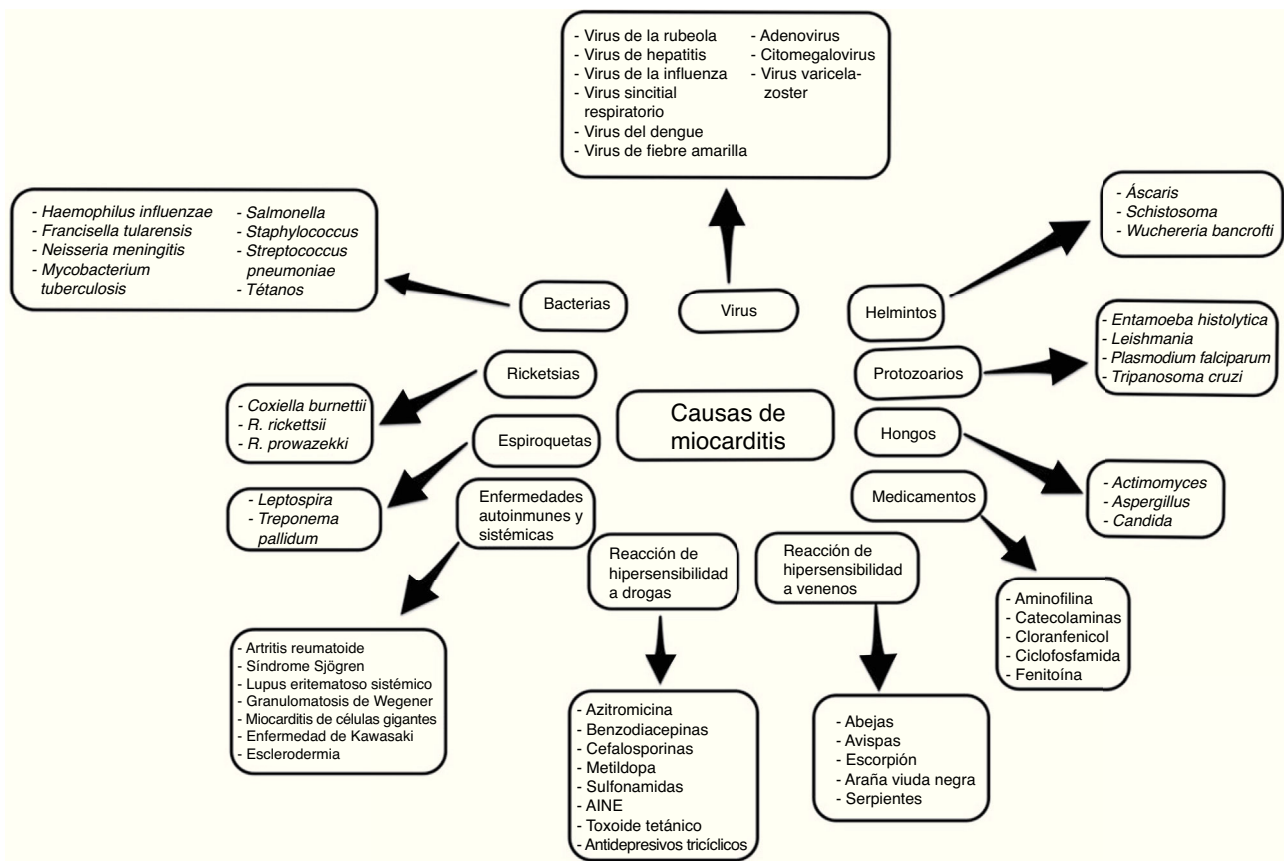 - Virus de la rubeola
- Virus de hepatitis
- Virus de la influenza
- Virus sincitial
respiratorio
- Virus del dengue
- Virus de fiebre amarilla
- Adenovirus
- Citomegalovirus
- Virus varicela-
zoster
- Haemophilus influenzae
- Francisella tularensis
- Neisseria meningitis
- Mycobacterium
tuberculosis
- Salmonella
- Staphylococcus
- Streptococcus
pneumoniae
- Tétanos
- Áscaris
- Schistosoma
- Wuchereria bancrofti
Bacterias
Virus
Helmintos
- Entamoeba histolytica
- Leishmania
- Plasmodium falciparum
- Tripanosoma cruzi
Ricketsias
Protozoarios
- Coxiella burnettii
- R. rickettsii
- R. prowazekki
Causas de
miocarditis
Espiroquetas
Hongos
- Leptospira
- Treponema
pallidum
Enfermedades
autoinmunes y
sistémicas
Medicamentos
- Actimomyces
- Aspergillus
- Candida
Reacción de
hipersensibilidad
a drogas
Reacción de
hipersensibilidad
a venenos
- Aminofilina
- Catecolaminas
- Cloranfenicol
- Ciclofosfamida
- Fenitoína
- Artritis reumatoide
- Síndrome Sjögren
- Lupus eritematoso sistémico
- Granulomatosis de Wegener
- Miocarditis de células gigantes
- Enfermedad de Kawasaki
- Esclerodermia
- Azitromicina
- Benzodiacepinas
- Cefalosporinas
- Metildopa
- Sulfonamidas
- AINE
- Toxoide tetánico
- Antidepresivos tricíclicos
- Abejas
- Avispas
- Escorpión
- Araña viuda negra
- Serpientes